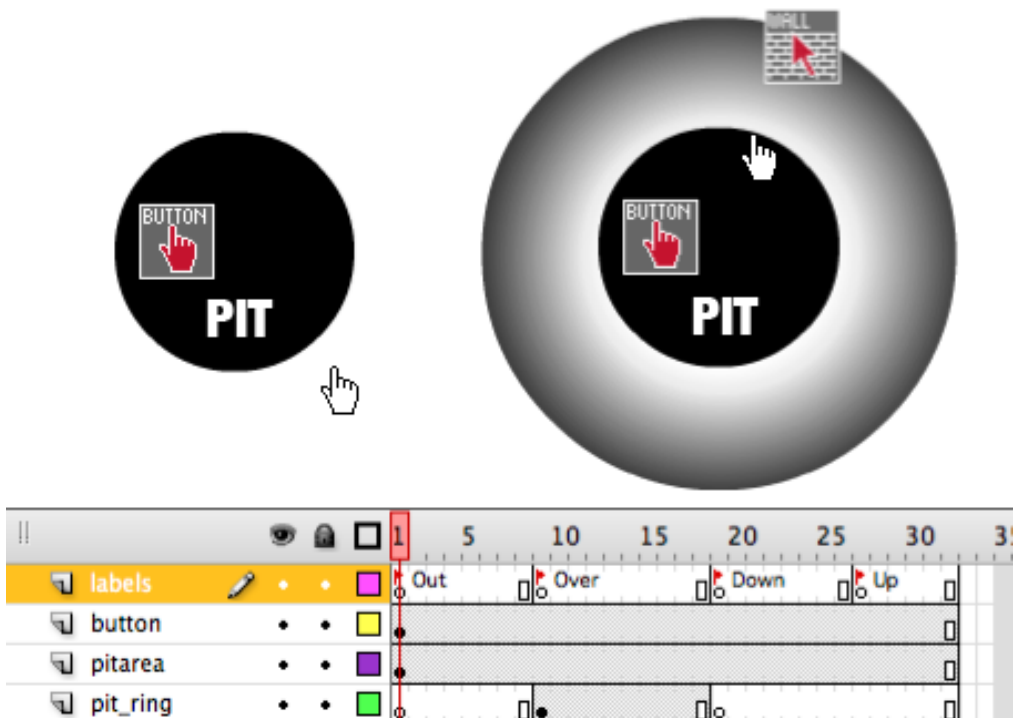 WALL
BUTTON
BUTTON
PIT
PIT
1 5 10 15 20 25 30
labels Out Over Down Up
button
pitarea
pit_ring